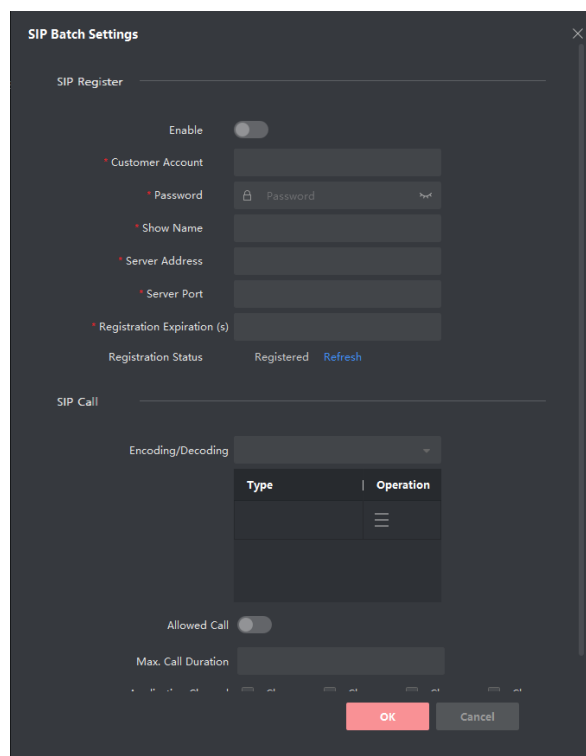 SIP Batch Settings
SIP Register
Enable
* Customer Account
* Password Password
* Show Name
* Server Address
* Server Port
* Registration Expiration (s)
Registration Status Registered Refresh
SIP Call
Encoding/Decoding
Type | Operation
Allowed Call
Max. Call Duration
OK Cancel